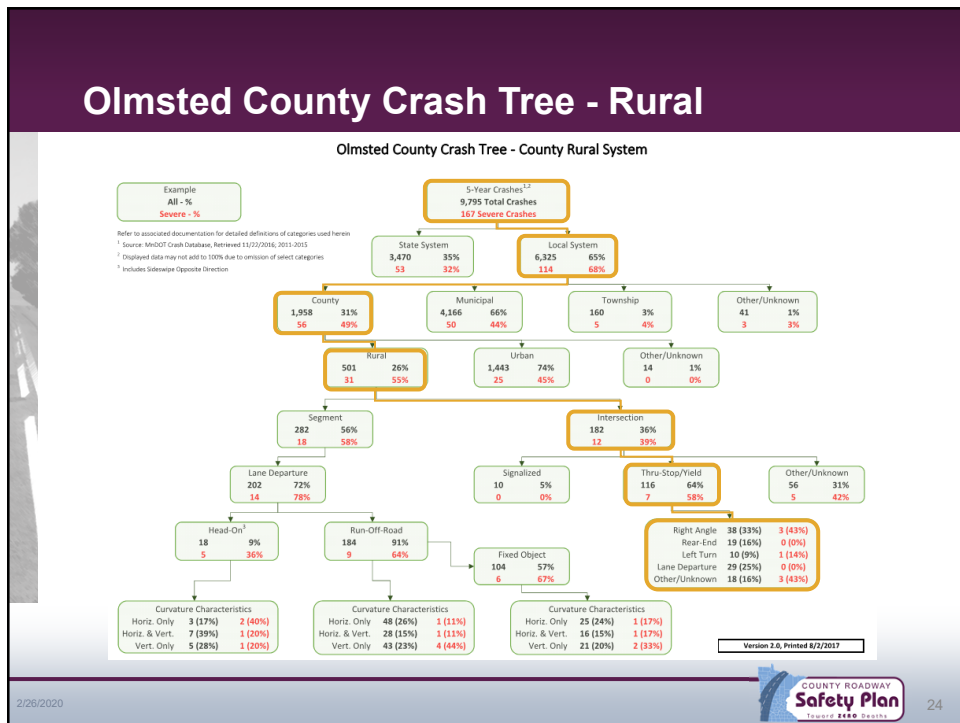 Olmsted County Crash Tree - Rural
Olmsted County Crash Tree - County Rural System
Example
All - %
Severe - %
5-Year Crashes1,2
9,795 Total Crashes
167 Severe Crashes
Refer to associated documentation for detailed definitions of categories used herein
1 Source: MnDOT Crash Database, Retrieved 11/22/2016; 2011-2015
2 Displayed data may not add to 100% due to omission of select categories
3 Includes Sideswipe Opposite Direction
State System
3,470 35%
53 32%
Local System
6,325 65%
114 68%
County
1,958 31%
56 49%
Municipal
4,166 66%
50 44%
Township
160 3%
5 4%
Other/Unknown
41 1%
3 3%
Rural
501 26%
31 55%
Urban
1,443 74%
25 45%
Other/Unknown
14 1%
0 0%
Segment
282 56%
18 58%
Intersection
182 36%
12 39%
Lane Departure
202 72%
14 78%
Signalized
10 5%
0 0%
Thru-Stop/Yield
116 64%
7 58%
Other/Unknown
56 31%
5 42%
Head-On3
18 9%
5 36%
Run-Off-Road
184 91%
9 64%
Fixed Object
104 57%
6 67%
Right Angle 38 (33%) 3 (43%)
Rear-End 19 (16%) 0 (0%)
Left Turn 10 (9%) 1 (14%)
Lane Departure 29 (25%) 0 (0%)
Other/Unknown 18 (16%) 3 (43%)
Curvature Characteristics
Horiz. Only 3 (17%) 2 (40%)
Horiz. & Vert. 7 (39%) 1 (20%)
Vert. Only 5 (28%) 1 (20%)
Curvature Characteristics
Horiz. Only 48 (26%) 1 (11%)
Horiz. & Vert. 28 (15%) 1 (11%)
Vert. Only 43 (23%) 4 (44%)
Curvature Characteristics
Horiz. Only 25 (24%) 1 (17%)
Horiz. & Vert. 16 (15%) 1 (17%)
Vert. Only 21 (20%) 2 (33%)
Version 2.0, Printed 8/2/2017
2/26/2020
COUNTY ROADWAY
Safety Plan
Toward ZERO Deaths
24